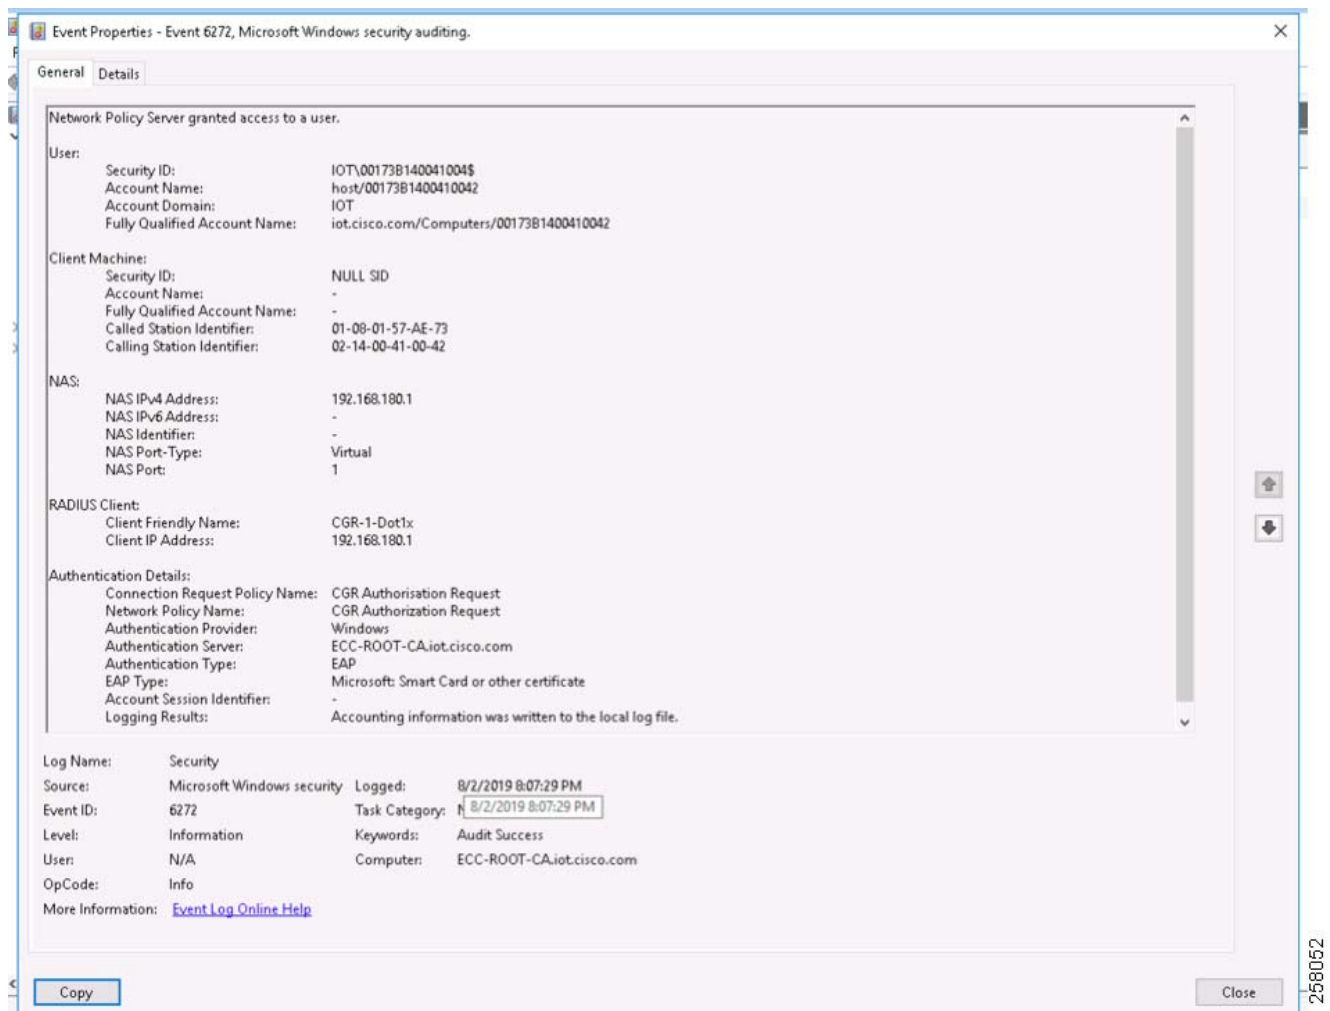 Event Properties - Event 6272, Microsoft Windows security auditing.
General Details
Network Policy Server granted access to a user.
User:
Security ID: IOT\00173B140041004$
Account Name: host/00173B1400410042
Account Domain: IOT
Fully Qualified Account Name: iot.cisco.com/Computers/00173B1400410042
Client Machine:
Security ID: NULL SID
Account Name: -
Fully Qualified Account Name: -
Called Station Identifier: 01-08-01-57-AE-73
Calling Station Identifier: 02-14-00-41-00-42
NAS:
NAS IPv4 Address: 192.168.180.1
NAS IPv6 Address: -
NAS Identifier: -
NAS Port-Type: Virtual
NAS Port: 1
RADIUS Client:
Client Friendly Name: CGR-1-Dot1x
Client IP Address: 192.168.180.1
Authentication Details:
Connection Request Policy Name: CGR Authorisation Request
Network Policy Name: CGR Authorization Request
Authentication Provider: Windows
Authentication Server: ECC-ROOT-CA.iot.cisco.com
Authentication Type: EAP
EAP Type: Microsoft: Smart Card or other certificate
Account Session Identifier: -
Logging Results: Accounting information was written to the local log file.
Log Name: Security
Source: Microsoft Windows security Logged: 8/2/2019 8:07:29 PM
Event ID: 6272 Task Category: N 8/2/2019 8:07:29 PM
Level: Information Keywords: Audit Success
User: N/A Computer: ECC-ROOT-CA.iot.cisco.com
OpCode: Info
More Information: Event Log Online Help
Copy Close
258052